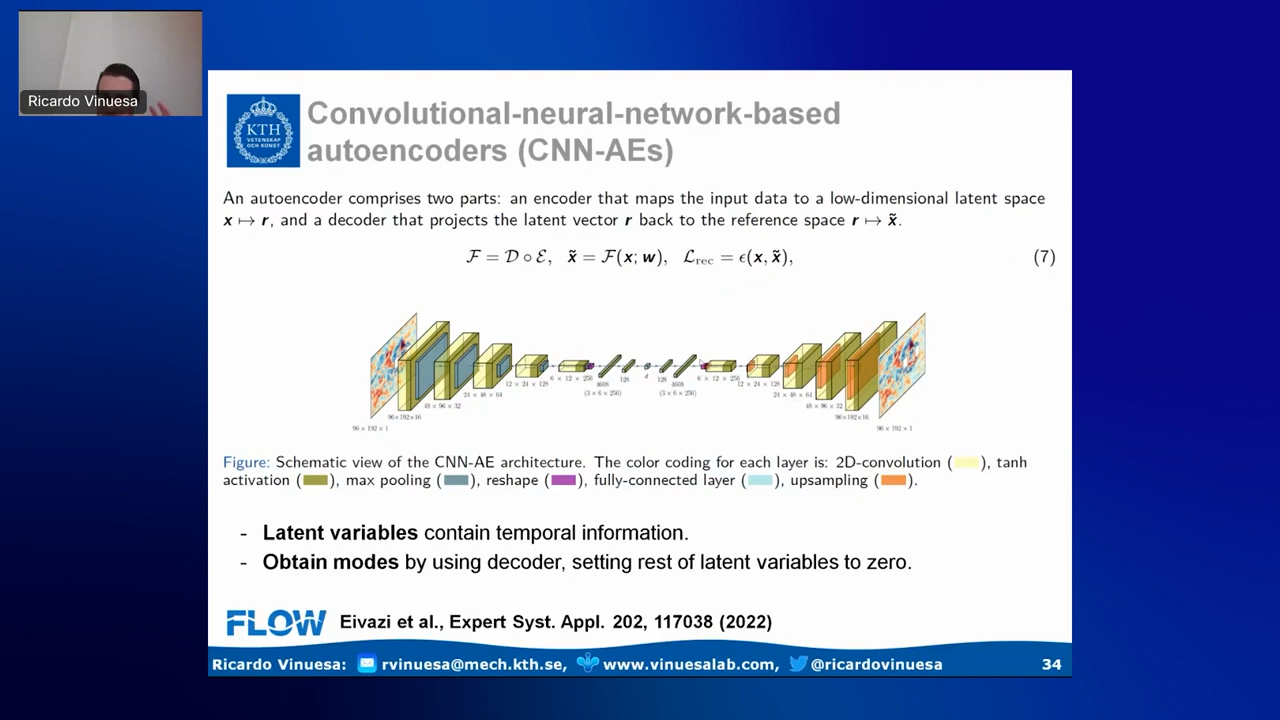 Ricardo Vinuesa
KTH
VETENSKAP
OCH KONST
Convolutional-neural-network-based
autoencoders (CNN-AEs)
An autoencoder comprises two parts: an encoder that maps the input data to a low-dimensional latent space
x ↦ r, and a decoder that projects the latent vector r back to the reference space r ↦ x̃.
ℱ = 𝒟 ∘ ℰ, x̃ = ℱ(x; w), ℒrec = ϵ(x, x̃), (7)
96 × 192 × 1
96×192×16
48 × 96 × 32
24 × 48 × 64
12 × 24 × 128
6 × 12 × 256
4608
(3 × 6 × 256)
128
d
128
4608
(3 × 6 × 256)
6 × 12 × 256
12 × 24 × 128
24 × 48 × 64
48 × 96 × 32
96×192×16
96 × 192 × 1
Figure: Schematic view of the CNN-AE architecture. The color coding for each layer is: 2D-convolution ( ), tanh
activation ( ), max pooling ( ), reshape ( ), fully-connected layer ( ), upsampling ( ).
- Latent variables contain temporal information.
- Obtain modes by using decoder, setting rest of latent variables to zero.
FLOW Eivazi et al., Expert Syst. Appl. 202, 117038 (2022)
Ricardo Vinuesa: rvinuesa@mech.kth.se, www.vinuesalab.com, @ricardovinuesa 34